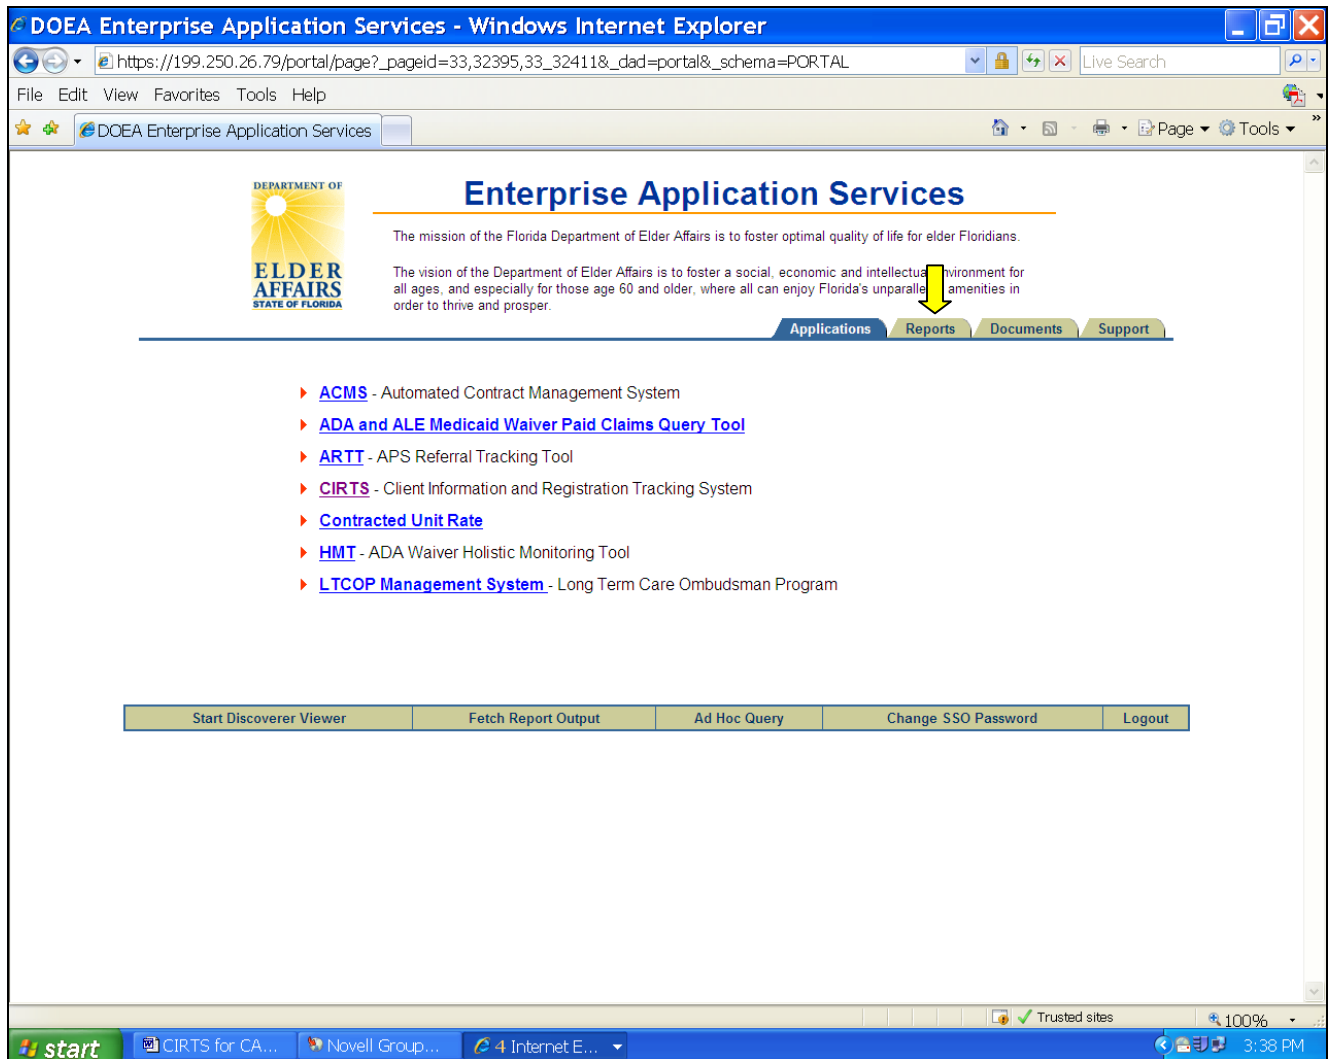 DOEA Enterprise Application Services - Windows Internet Explorer
https://199.250.26.79/portal/page?_pageid=33,32395,33_32411&_dad=portal&_schema=PORTAL
Live Search
File Edit View Favorites Tools Help
DOEA Enterprise Application Services
Page Tools
DEPARTMENT OF
ELDER
AFFAIRS
STATE OF FLORIDA
Enterprise Application Services
The mission of the Florida Department of Elder Affairs is to foster optimal quality of life for elder Floridians.
The vision of the Department of Elder Affairs is to foster a social, economic and intellectua vironment for
all ages, and especially for those age 60 and older, where all can enjoy Florida's unparalle amenities in
order to thrive and prosper.
Applications Reports Documents Support
ACMS - Automated Contract Management System
ADA and ALE Medicaid Waiver Paid Claims Query Tool
ARTT - APS Referral Tracking Tool
CIRTS - Client Information and Registration Tracking System
Contracted Unit Rate
HMT - ADA Waiver Holistic Monitoring Tool
LTCOP Management System - Long Term Care Ombudsman Program
Start Discoverer Viewer Fetch Report Output Ad Hoc Query Change SSO Password Logout
Trusted sites 100%
start CIRTS for CA... Novell Group... 4 Internet E... 3:38 PM